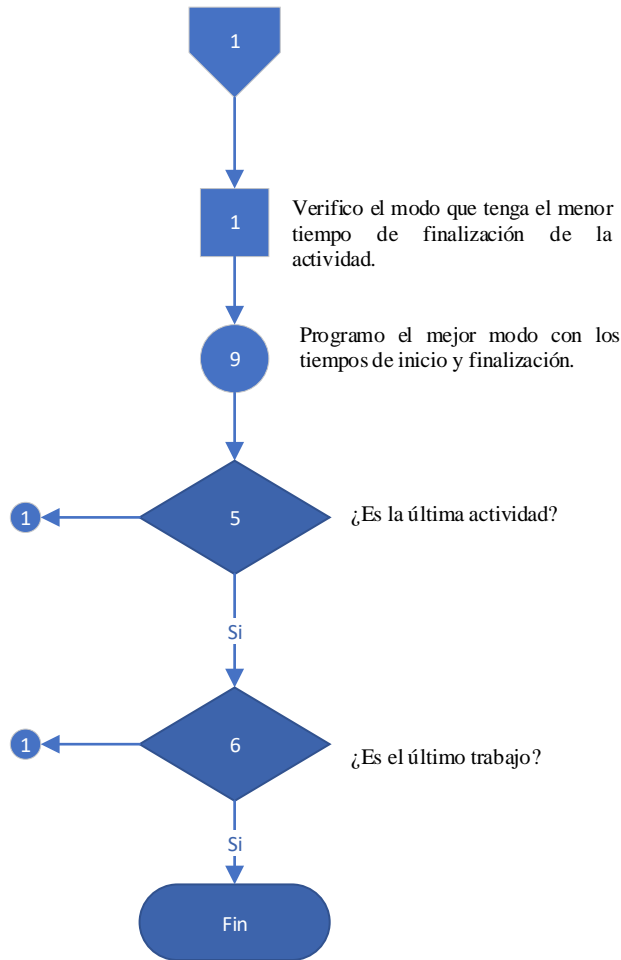 1
1
Verifico el modo que tenga el menor
tiempo de finalización de la
actividad.
9
Programo el mejor modo con los
tiempos de inicio y finalización.
1
5
¿Es la última actividad?
Si
1
6
¿Es el último trabajo?
Si
Fin